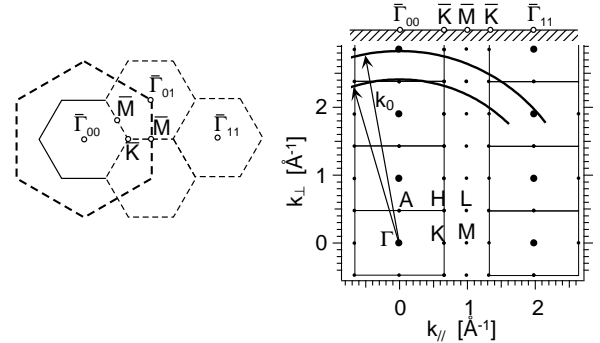 Γ̄₀₀ K̄ M̄ K̄ Γ̄₁₁
Γ̄₀₁
M̄
Γ̄₀₀ M̄ Γ̄₁₁
K̄
k₀
2
1
A H L
Γ K M
0
k⊥ [Å⁻¹]
0 1 2
k// [Å⁻¹]